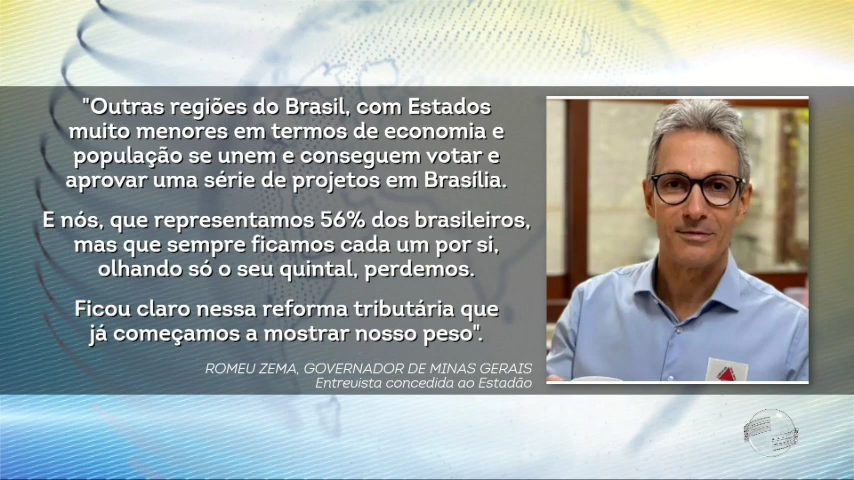 "Outras regiões do Brasil, com Estados
muito menores em termos de economia e
população se unem e conseguem votar e
aprovar uma série de projetos em Brasília.
E nós, que representamos 56% dos brasileiros,
mas que sempre ficamos cada um por si,
olhando só o seu quintal, perdemos.
Ficou claro nessa reforma tributária que
já começamos a mostrar nosso peso".
ROMEU ZEMA, GOVERNADOR DE MINAS GERAIS
Entrevista concedida ao Estadão